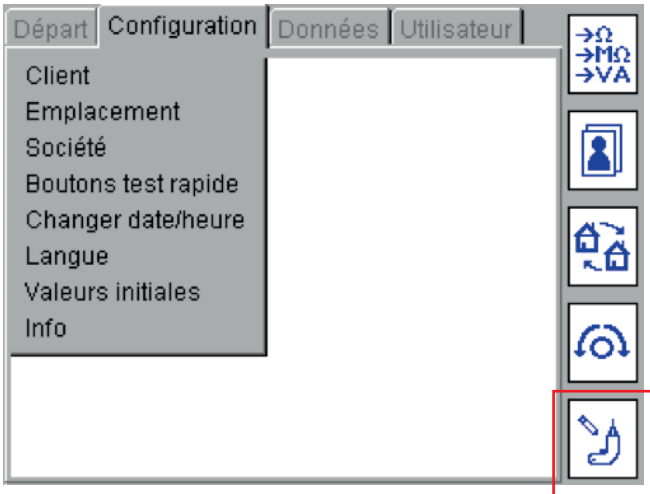 Départ Configuration Données Utilisateur
Client
Emplacement
Société
Boutons test rapide
Changer date/heure
Langue
Valeurs initiales
Info
→Ω
→MΩ
→VA